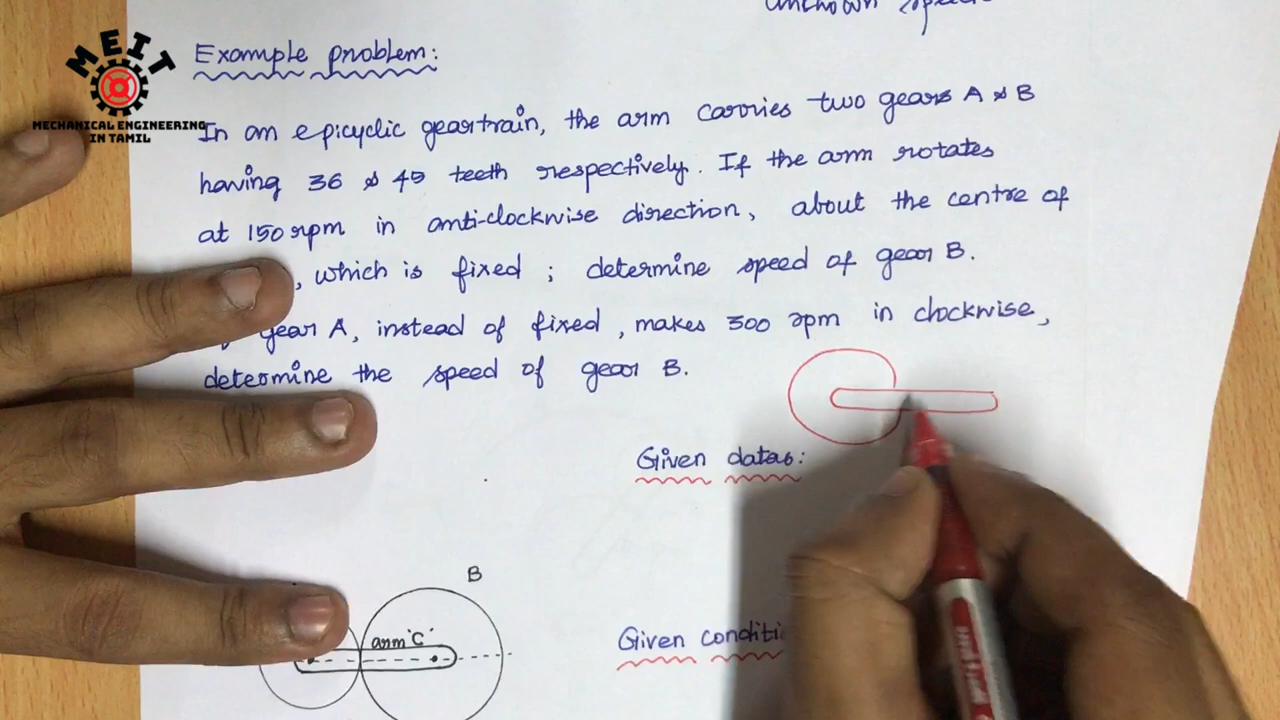 unknown speed
MEIT
MECHANICAL ENGINEERING
IN TAMIL
Example problem:
In an epicyclic geartrain, the arm carries two gears A & B
having 36 & 45 teeth respectively. If the arm rotates
at 150 rpm in anti-clockwise direction, about the centre of
, which is fixed ; determine speed of gear B.
gear A, instead of fixed, makes 300 rpm in clockwise,
determine the speed of gear B.
Given datas:
B
arm 'C'
Given